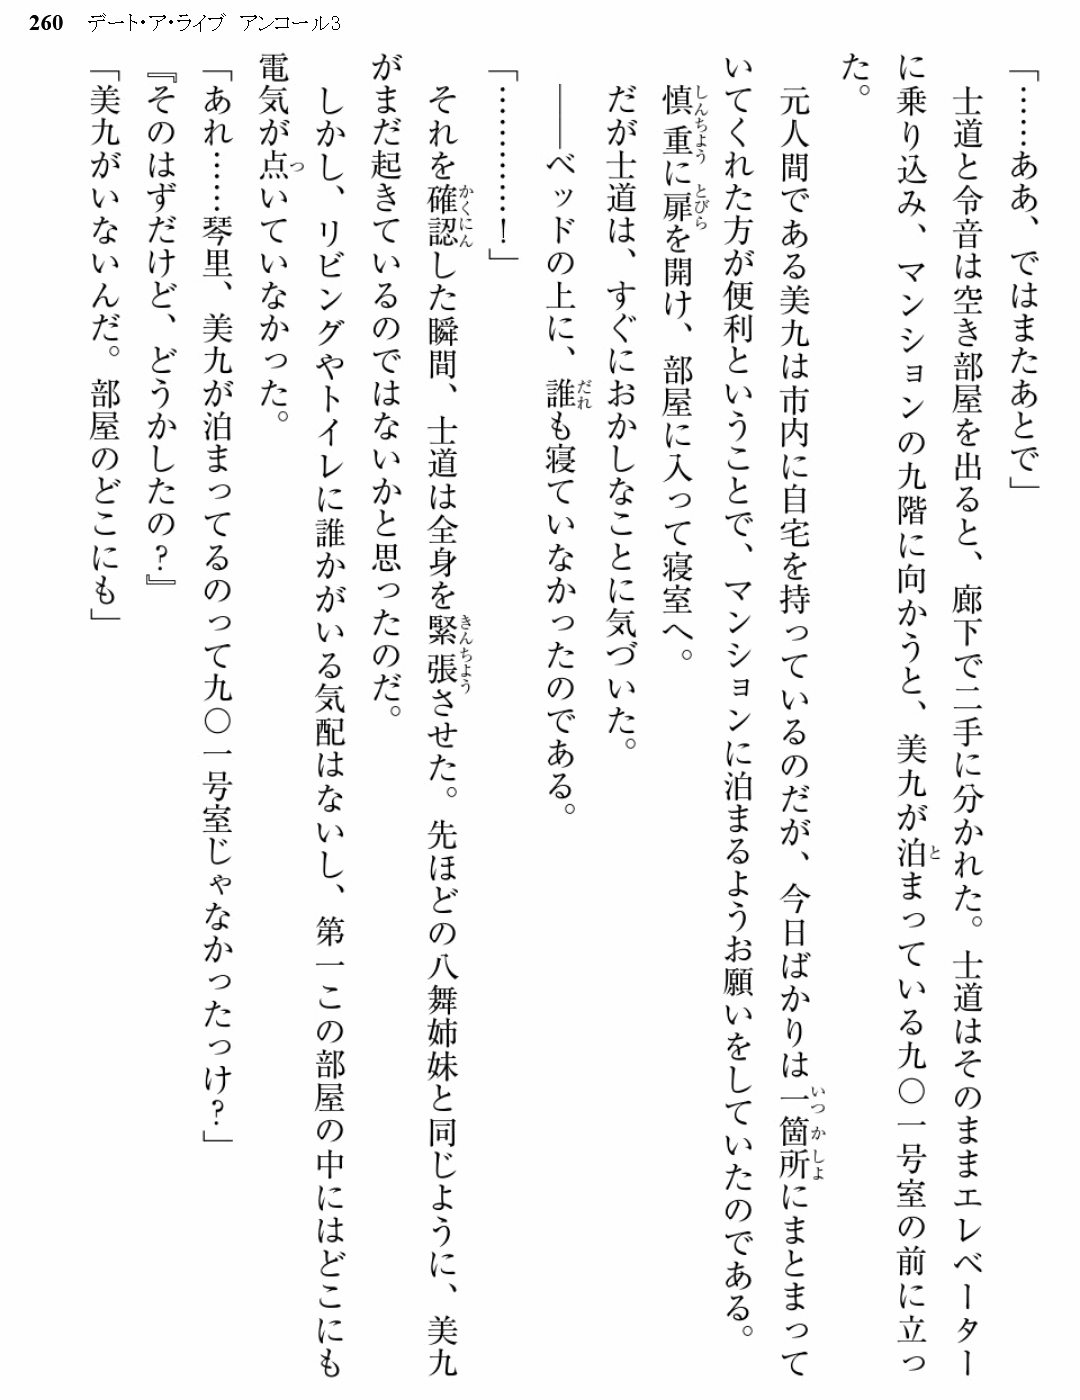 260 デート・ア・ライブ アンコール3
「……ああ、ではまたあとで」
　士道と令音は空き部屋を出ると、廊下で二手に分かれた。士道はそのままエレベーター
に乗り込み、マンションの九階に向かうと、美九が泊まっている九〇一号室の前に立っ
た。
　元人間である美九は市内に自宅を持っているのだが、今日ばかりは一箇所にまとまって
いてくれた方が便利ということで、マンションに泊まるようお願いをしていたのである。
　慎重に扉を開け、部屋に入って寝室へ。
　だが士道は、すぐにおかしなことに気づいた。
　――ベッドの上に、誰も寝ていなかったのである。
「…………！」
　それを確認した瞬間、士道は全身を緊張させた。先ほどの八舞姉妹と同じように、美九
がまだ起きているのではないかと思ったのだ。
　しかし、リビングやトイレに誰かがいる気配はないし、第一この部屋の中にはどこにも
電気が点いていなかった。
「あれ……琴里、美九が泊まってるのって九〇一号室じゃなかったっけ？」
『そのはずだけど、どうかしたの？』
「美九がいないんだ。部屋のどこにも」